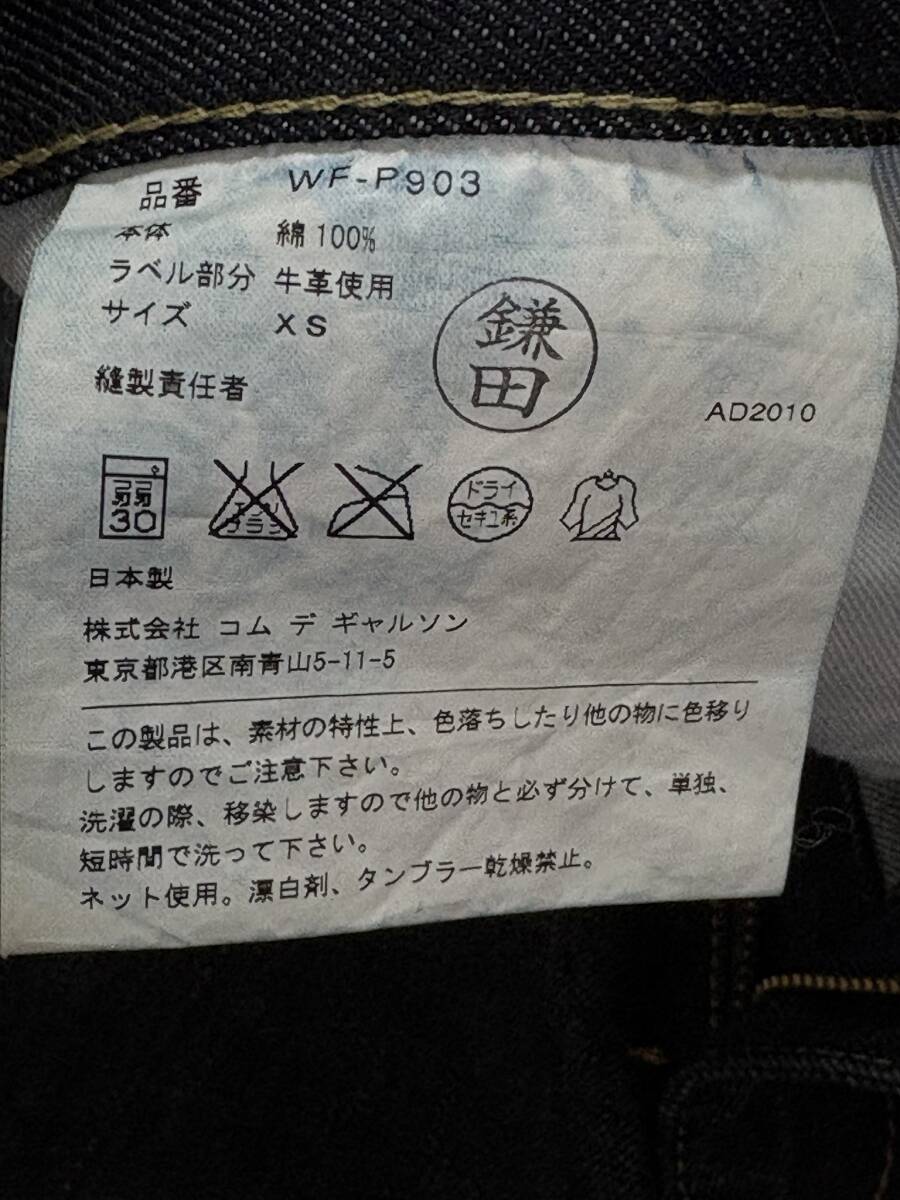 品番 WF-P903
本体 綿 100%
ラベル部分 牛革使用
サイズ XS
縫製責任者
鎌田
AD2010
弱
30
エンソ
サラシ
ドライ
セキユ系
日本製
株式会社 コム デ ギャルソン
東京都港区南青山5-11-5
この製品は、素材の特性上、色落ちしたり他の物に色移り
しますのでご注意下さい。
洗濯の際、移染しますので他の物と必ず分けて、単独、
短時間で洗って下さい。
ネット使用。漂白剤、タンブラー乾燥禁止。